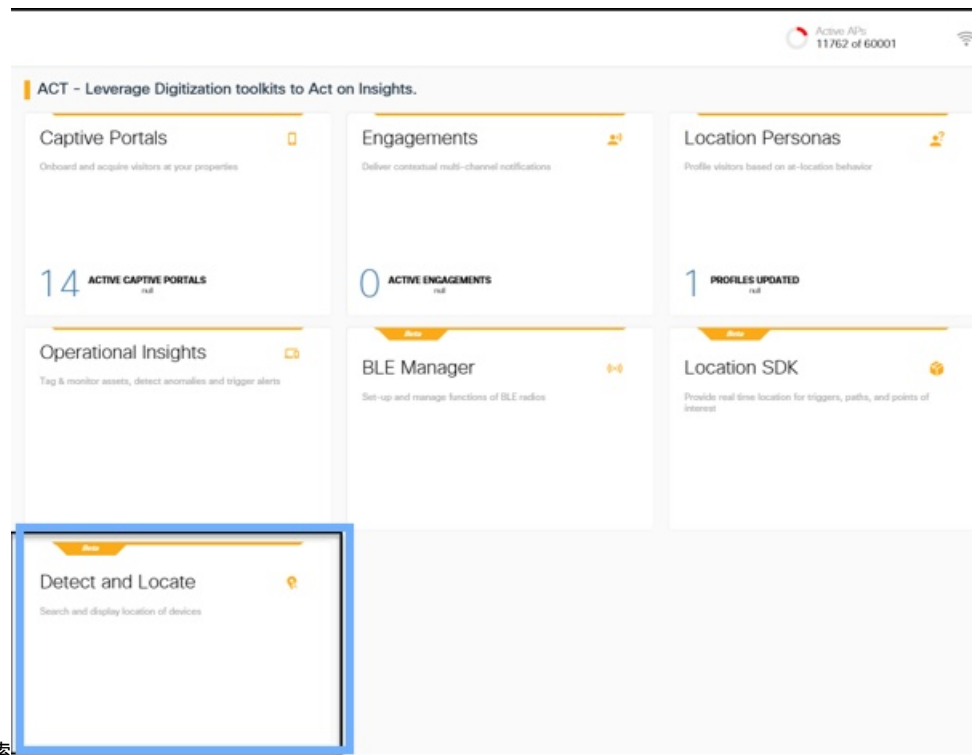 Active APs
11762 of 60001
ACT - Leverage Digitization toolkits to Act on Insights.
Captive Portals
Onboard and acquire visitors at your properties
14 ACTIVE CAPTIVE PORTALS
null
Engagements
Deliver contextual multi-channel notifications
0 ACTIVE ENGAGEMENTS
null
Location Personas
Profile visitors based on at-location behavior
1 PROFILES UPDATED
null
Operational Insights
Tag & monitor assets, detect anomalies and trigger alerts
Beta
BLE Manager
Set-up and manage functions of BLE radios
Beta
Location SDK
Provide real time location for triggers, paths, and points of
interest
Beta
Detect and Locate
Search and display location of devices